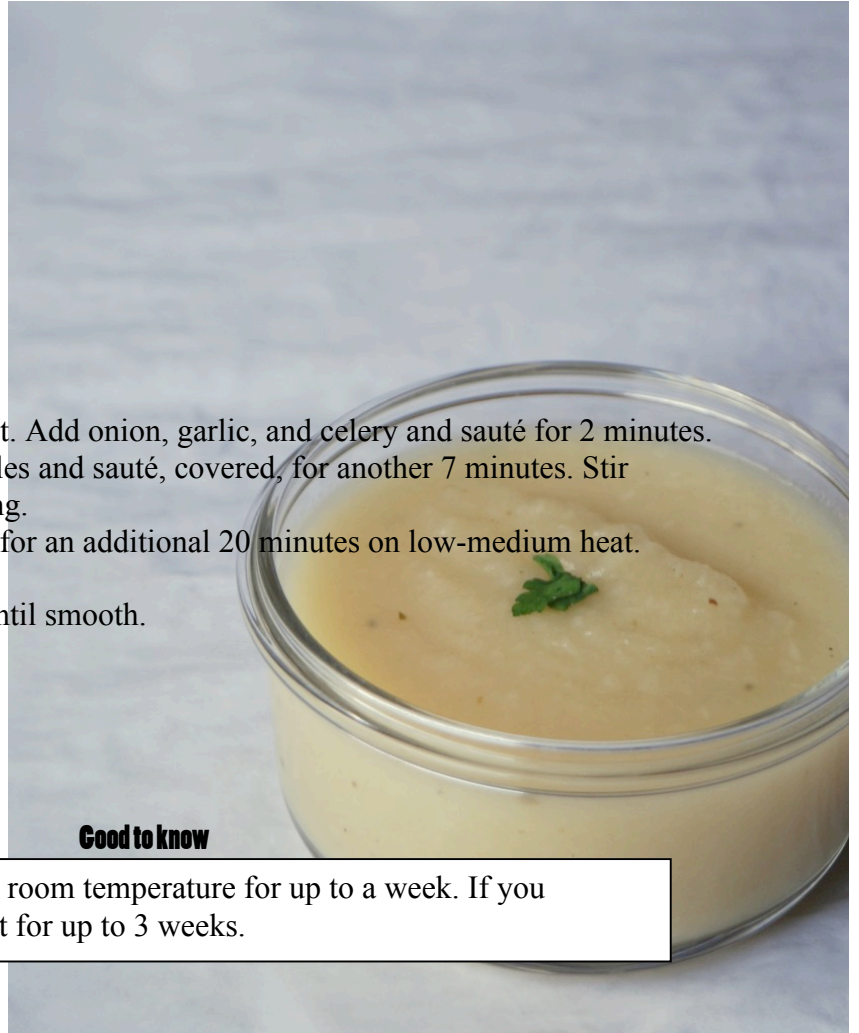 t. Add onion, garlic, and celery and sauté for 2 minutes.
les and sauté, covered, for another 7 minutes. Stir
ng.
for an additional 20 minutes on low-medium heat.
ntil smooth.
Good to know
room temperature for up to a week. If you
t for up to 3 weeks.